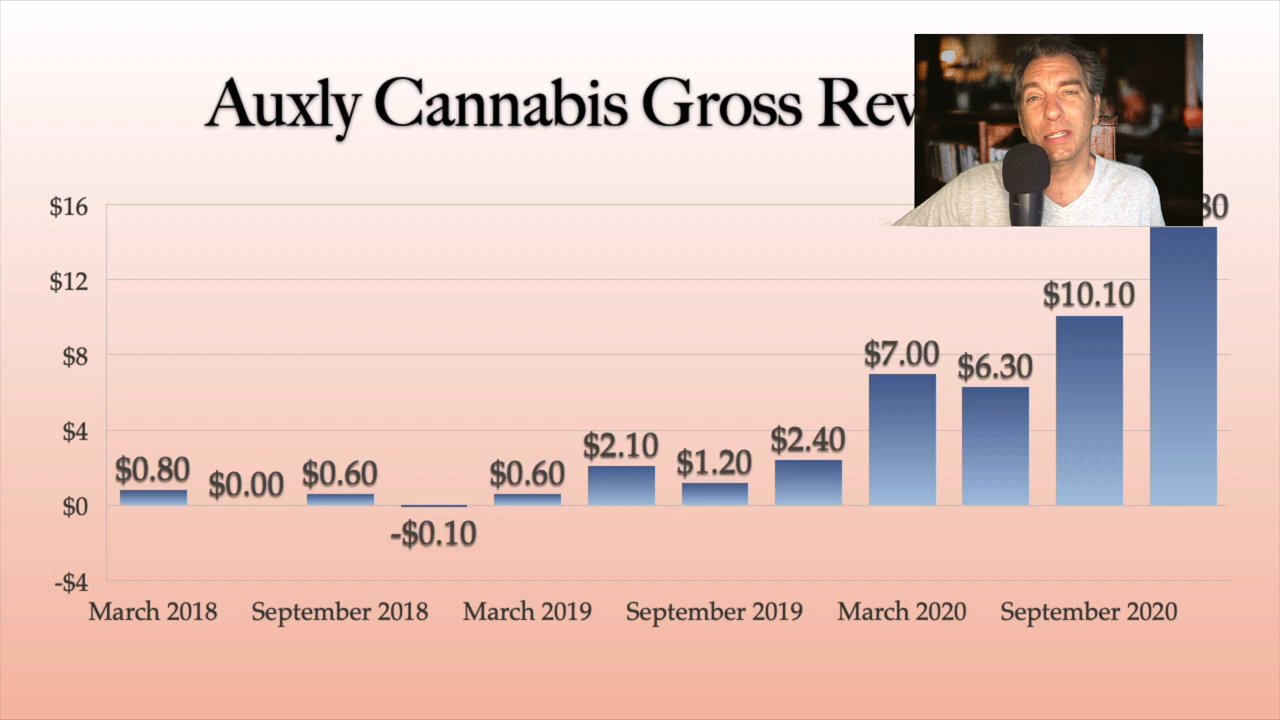 Auxly Cannabis Gross
$16
$12
$10.10
$8
$7.00
$6.30
$4
$2.10
$2.40
$0.80
$0.00
$0.60
$0.60
$1.20
$0
-$0.10
-$4
March 2018
September 2018
March 2019
September 2019
March 2020
September 2020